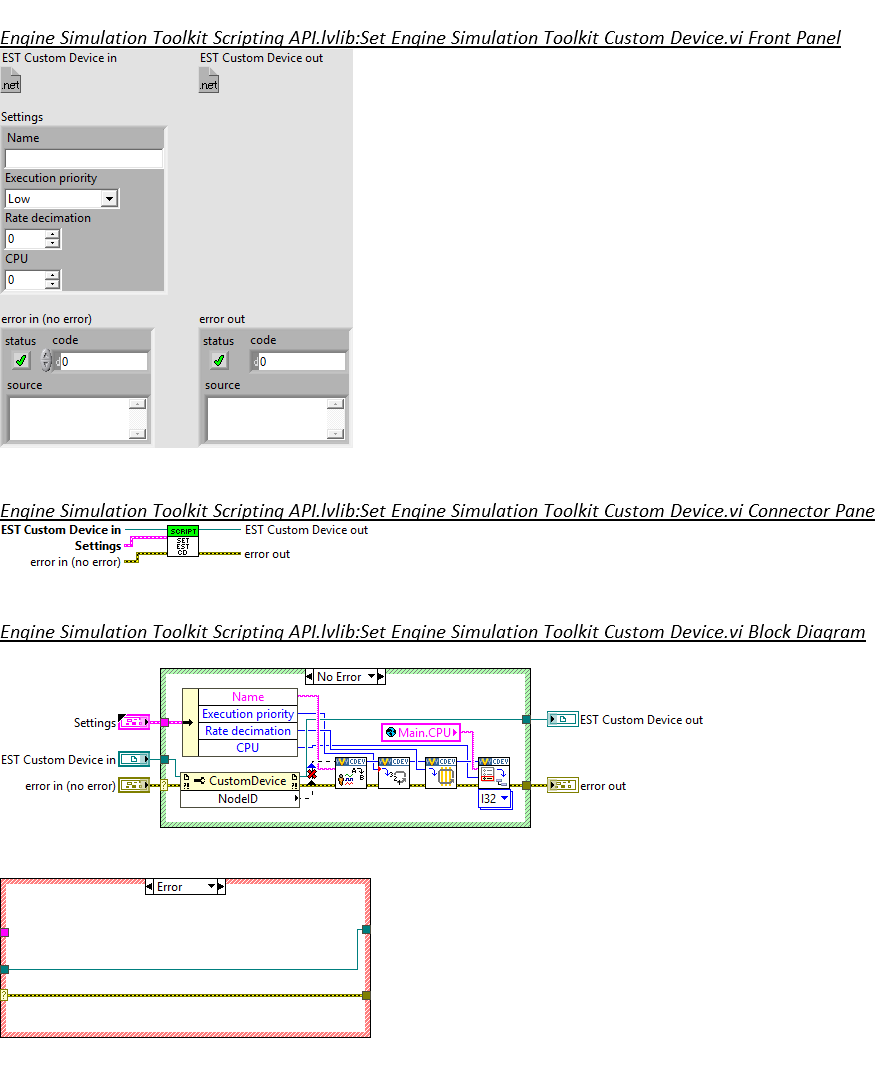 Engine Simulation Toolkit Scripting API.lvlib:Set Engine Simulation Toolkit Custom Device.vi Front Panel
EST Custom Device in EST Custom Device out
.net .net
Settings
Name
Execution priority
Low
Rate decimation
0
CPU
0
error in (no error) error out
status code status code
d 0 d 0
source source
Engine Simulation Toolkit Scripting API.lvlib:Set Engine Simulation Toolkit Custom Device.vi Connector Pane
EST Custom Device in EST Custom Device out
Settings
error in (no error) error out
SCRIPT
SET
EST
CD
Engine Simulation Toolkit Scripting API.lvlib:Set Engine Simulation Toolkit Custom Device.vi Block Diagram
No Error
Name
Settings
Execution priority
EST Custom Device out
Rate decimation
Main.CPU
CPU
EST Custom Device in
CDEV CDEV CDEV CDEV
A
B
CustomDevice
error in (no error) error out
?! ?!
NodeID
I32
?
Error
?